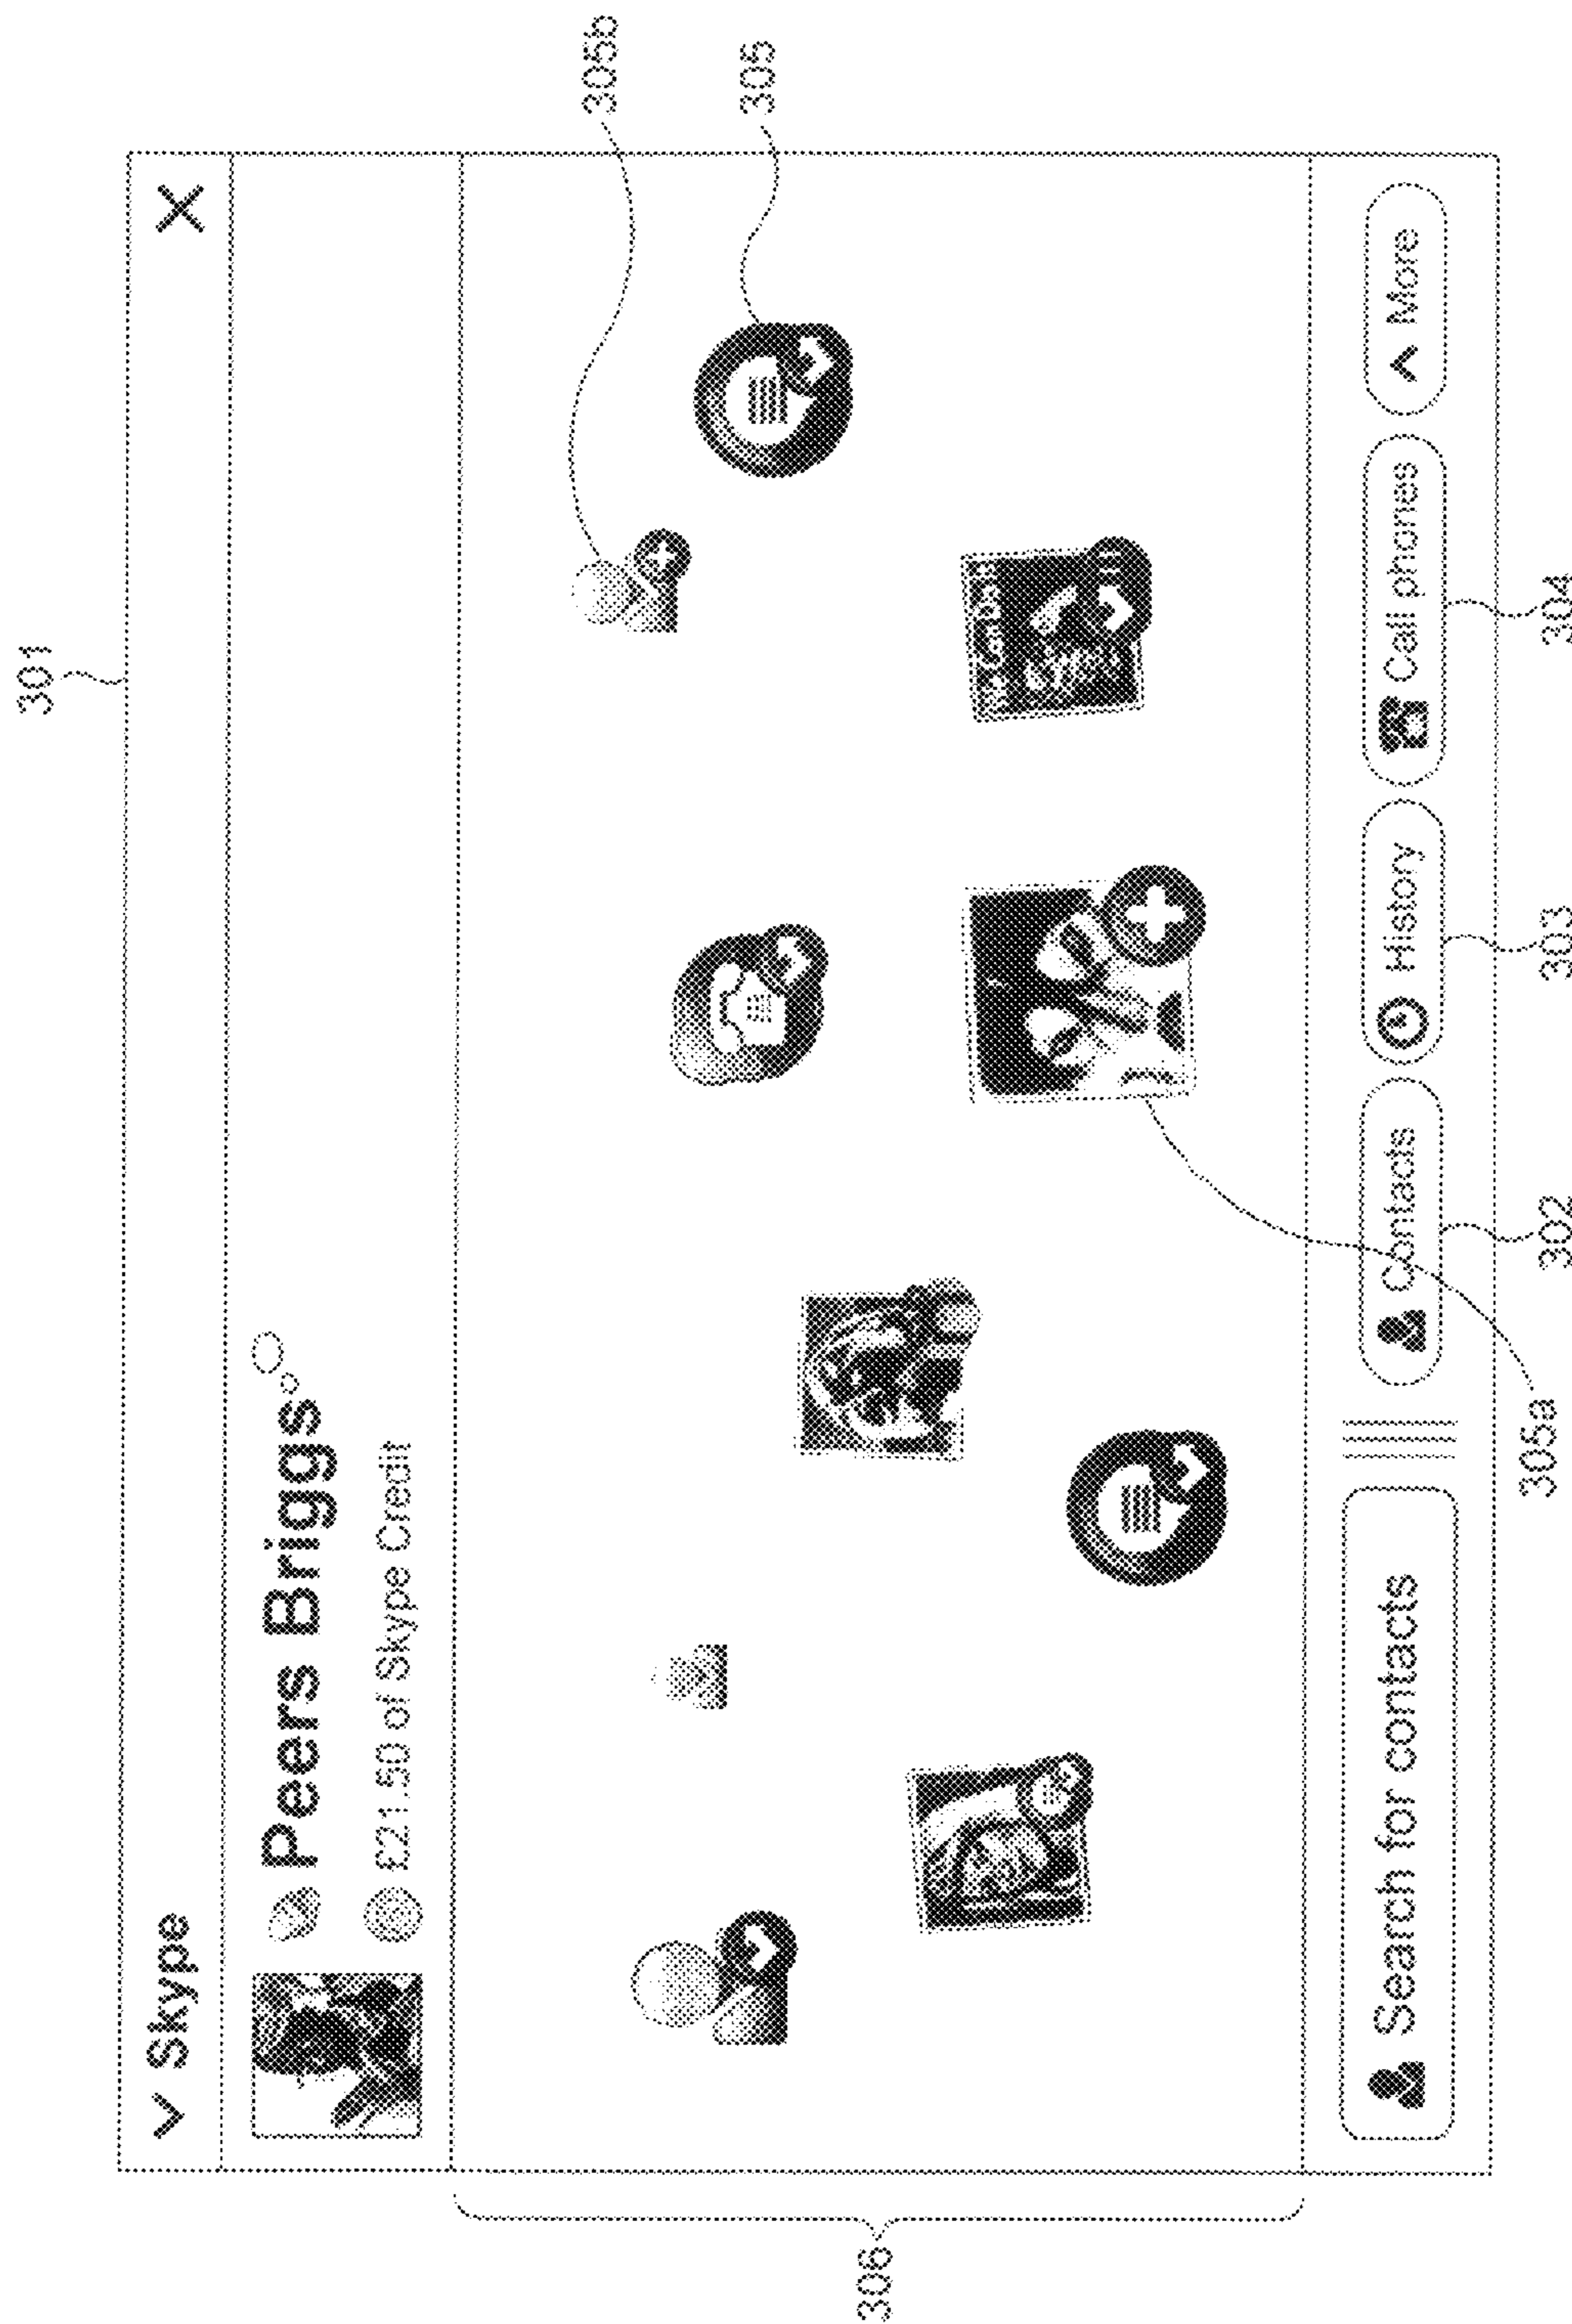 301
Skype
Peers Briggs
£21.50 of Skype Credit
305b
305
306
Search for contacts
Contacts
History
Call phones
More
305a
302
303
304